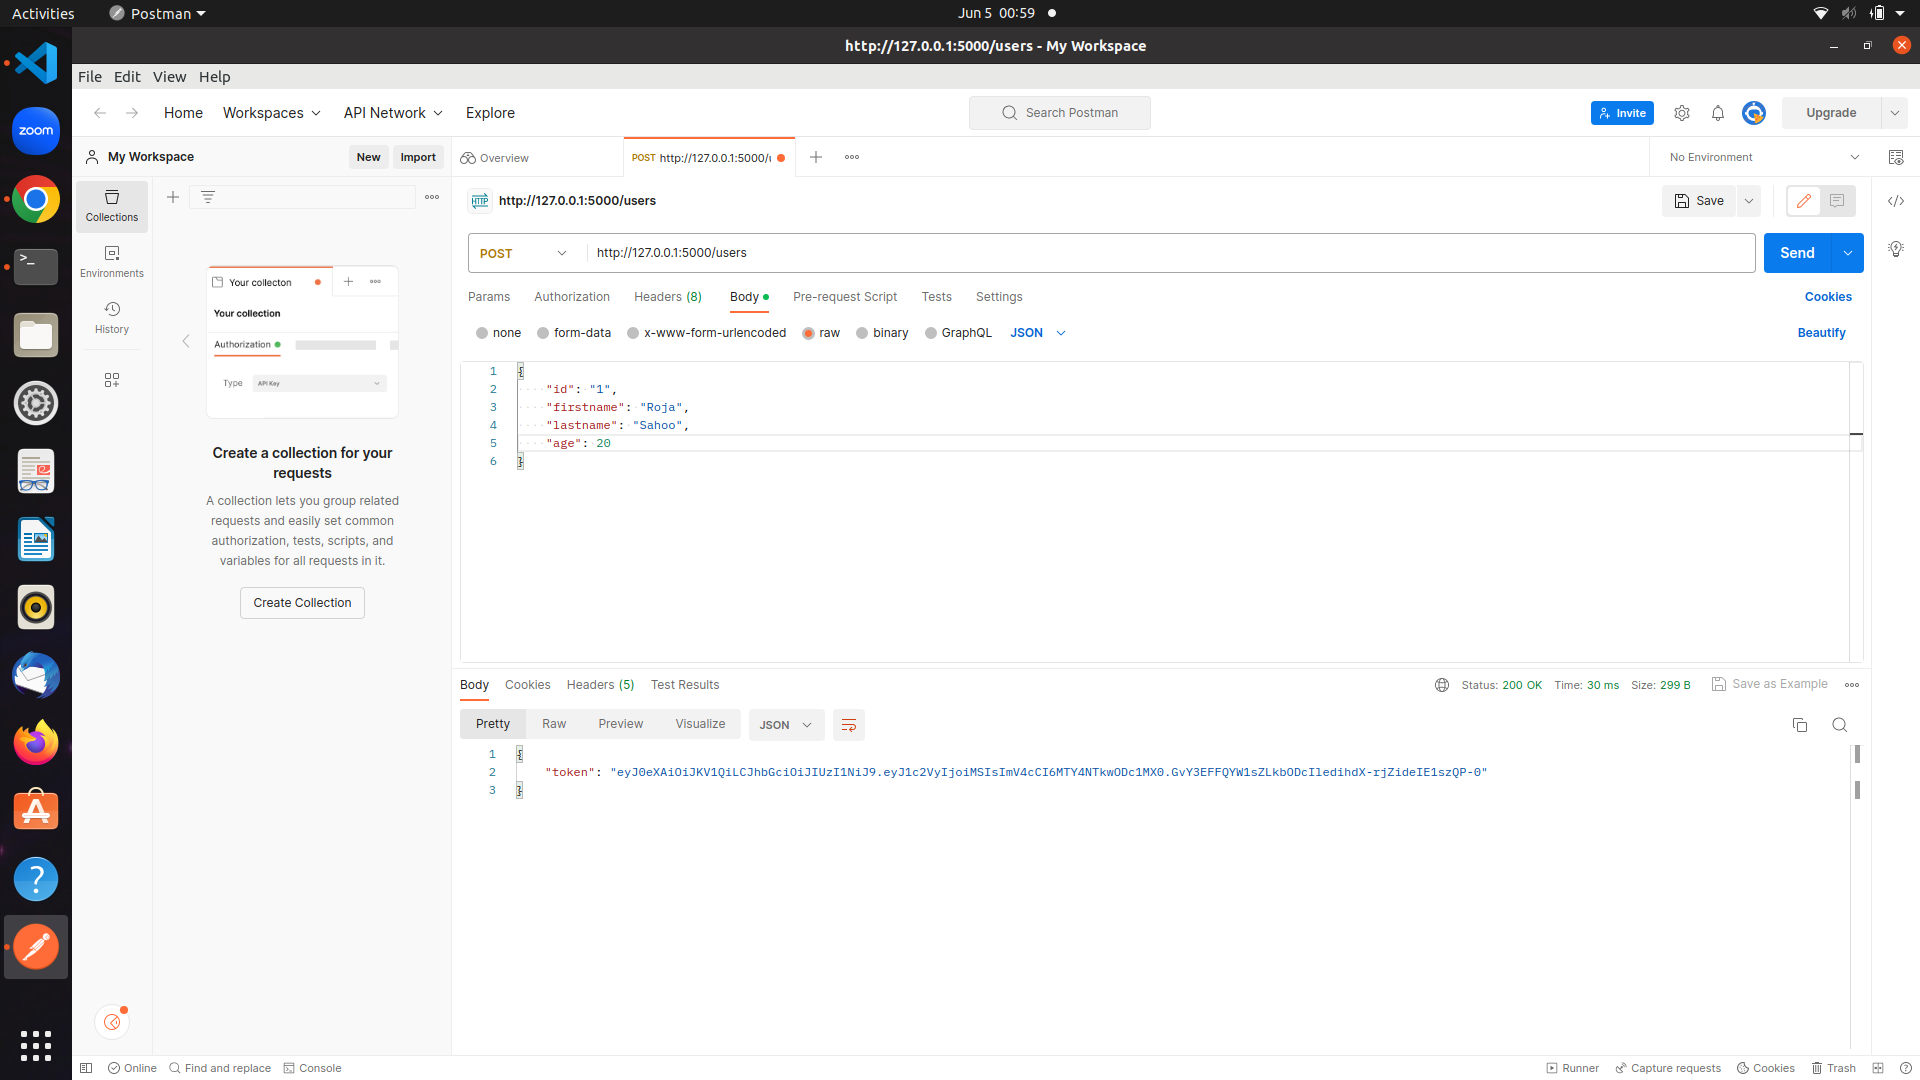 Activities
Postman
Jun 5 00:59
http://127.0.0.1:5000/users - My Workspace
File Edit View Help
Home Workspaces API Network Explore
Search Postman
Invite
Upgrade
My Workspace
New Import
Overview
POST http://127.0.0.1:5000/u
No Environment
Collections
Environments
History
HTTP http://127.0.0.1:5000/users
Save
POST http://127.0.0.1:5000/users
Send
Params Authorization Headers (8) Body Pre-request Script Tests Settings
Cookies
none form-data x-www-form-urlencoded raw binary GraphQL JSON
Beautify
1 {
2 "id": "1",
3 "firstname": "Roja",
4 "lastname": "Sahoo",
5 "age": 20
6 }
Your collecton
Your collection
Authorization
Type API Key
Create a collection for your
requests
A collection lets you group related
requests and easily set common
authorization, tests, scripts, and
variables for all requests in it.
Create Collection
Body Cookies Headers (5) Test Results
Status: 200 OK Time: 30 ms Size: 299 B
Save as Example
Pretty Raw Preview Visualize JSON
1 {
2 "token": "eyJ0eXAiOiJKV1QiLCJhbGciOiJIUzI1NiJ9.eyJ1c2VyIjoiMSIsImV4cCI6MTY4NTkwODc1MX0.GvY3EFFQYW1sZLkbODcIledihdX-rjZideIE1szQP-0"
3 }
zoom
Online Find and replace Console
Runner Capture requests Cookies Trash